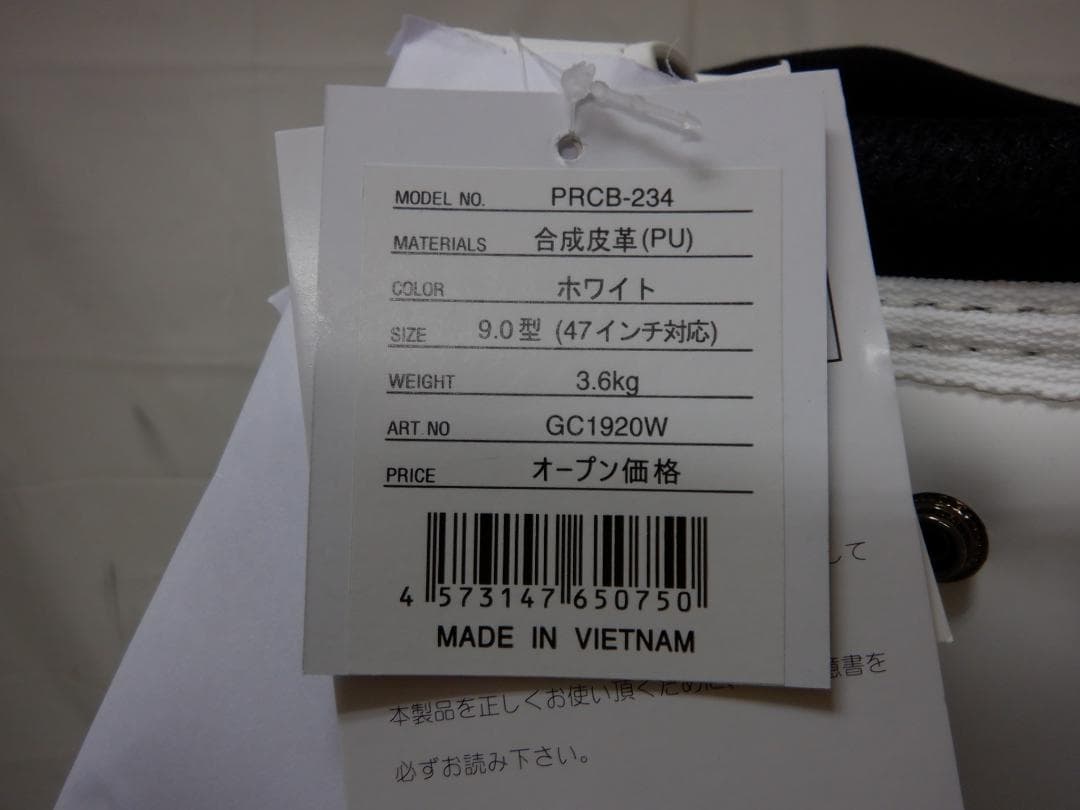 MODEL NO. PRCB-234
MATERIALS 合成皮革(PU)
COLOR ホワイト
SIZE 9.0型 (47インチ対応)
WEIGHT 3.6kg
ART NO GC1920W
PRICE オープン価格
4 573147 650750
MADE IN VIETNAM
して
本製品を正しくお使い頂くために、 意書を
必ずお読み下さい。